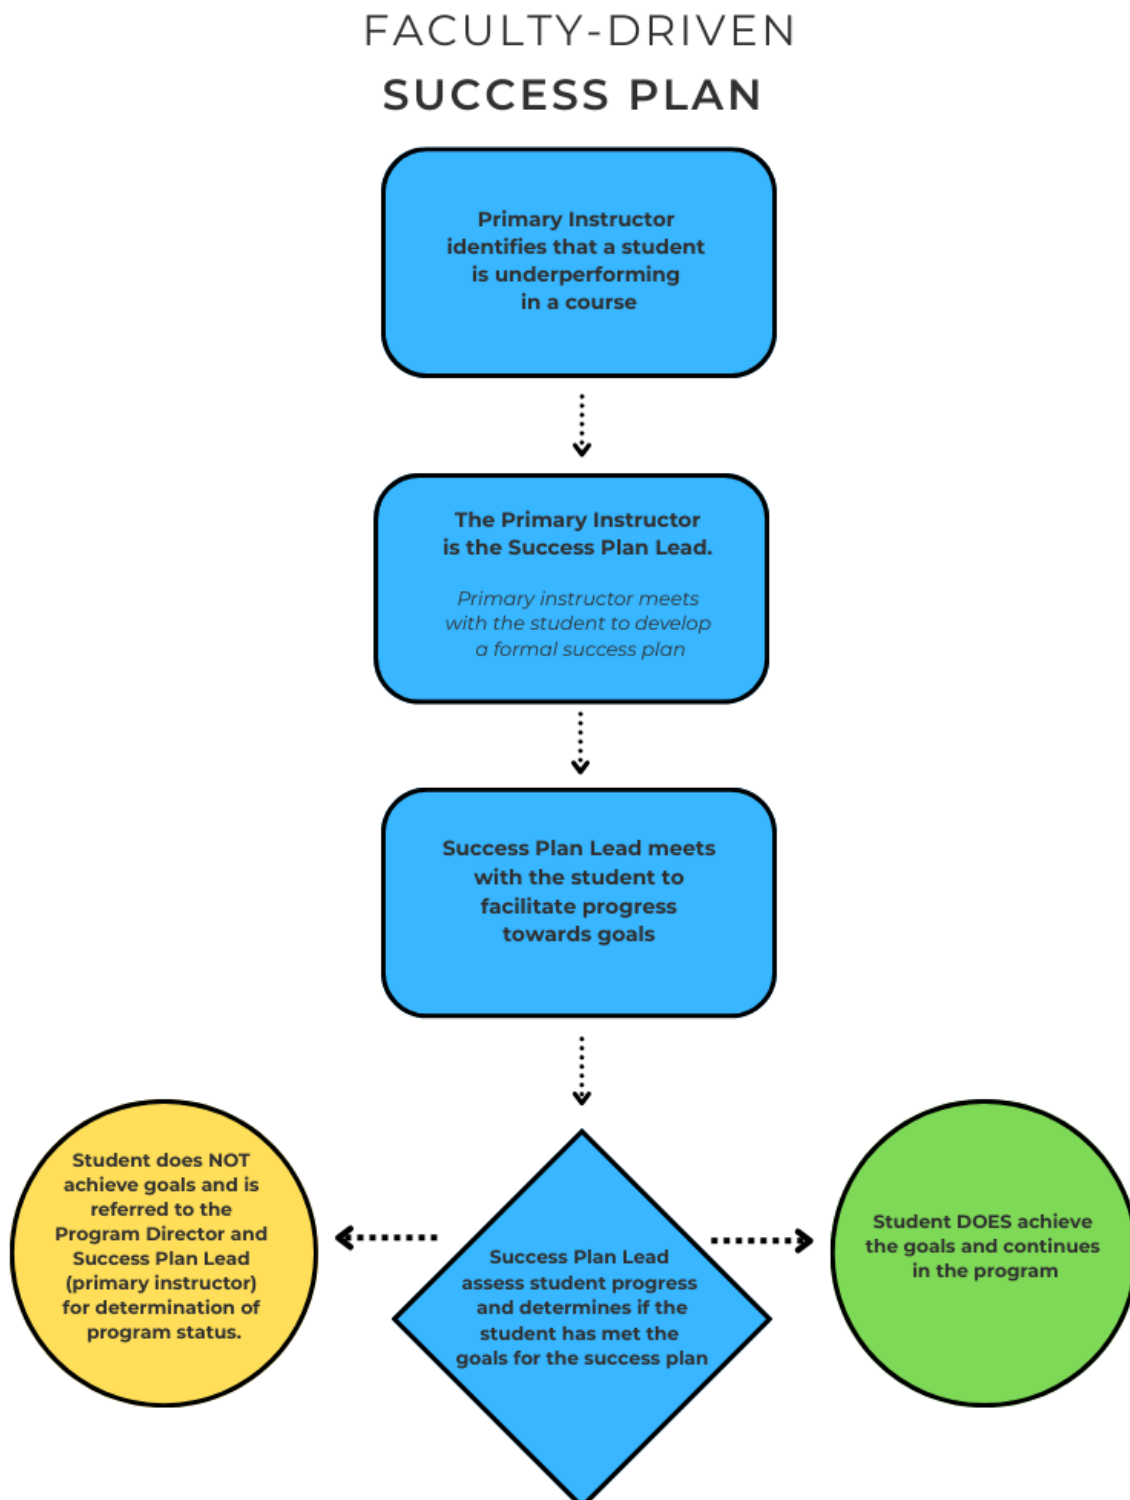 FACULTY-DRIVEN
SUCCESS PLAN
Primary Instructor
identifies that a student
is underperforming
in a course
The Primary Instructor
is the Success Plan Lead.
Primary instructor meets
with the student to develop
a formal success plan
Success Plan Lead meets
with the student to
facilitate progress
towards goals
Student does NOT
achieve goals and is
referred to the
Program Director and
Success Plan Lead
(primary instructor)
for determination of
program status.
Success Plan Lead
assess student progress
and determines if the
student has met the
goals for the success plan
Student DOES achieve
the goals and continues
in the program